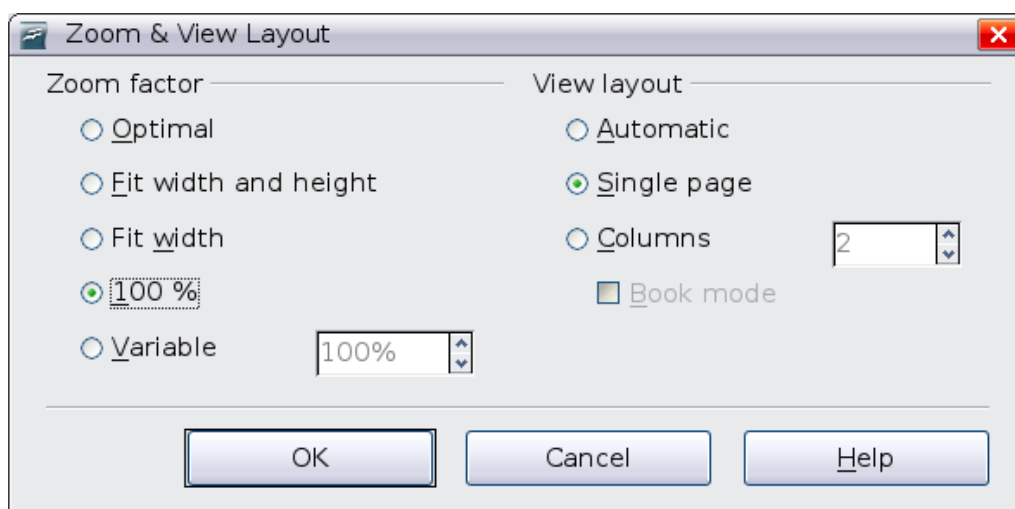 Zoom & View Layout
Zoom factor
Optimal
Fit width and height
Fit width
100 %
Variable 100%
View layout
Automatic
Single page
Columns 2
Book mode
OK Cancel Help